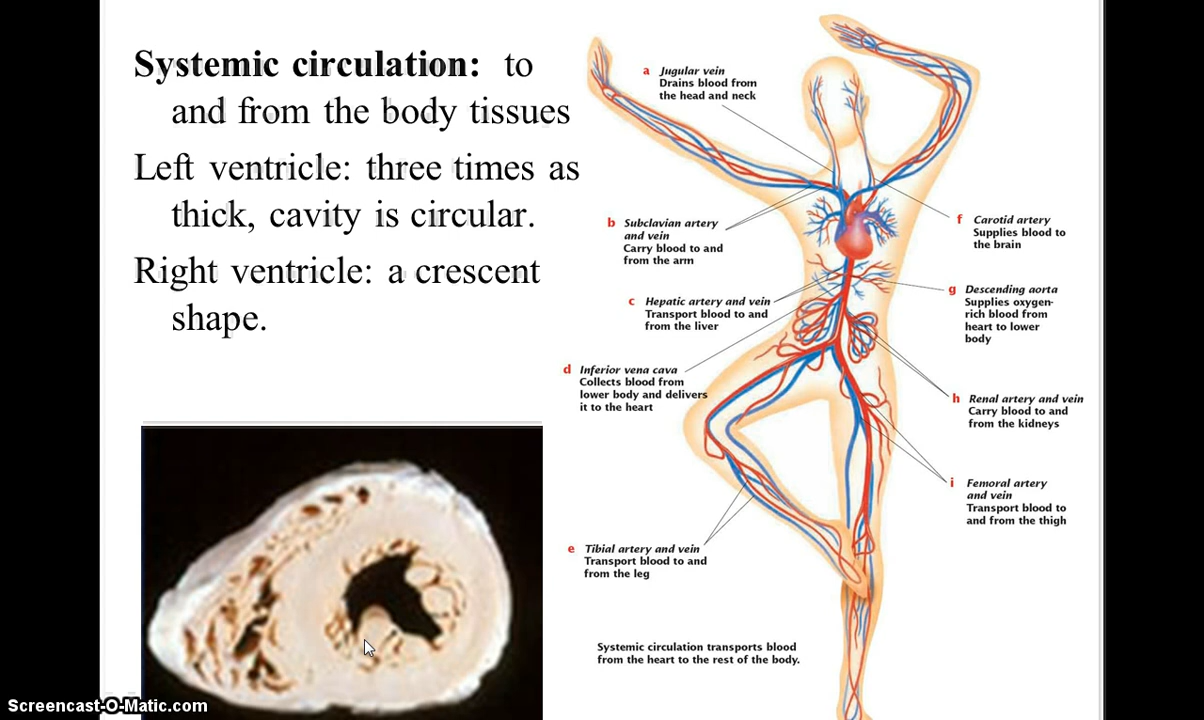 Systemic circulation: to
and from the body tissues
Left ventricle: three times as
thick, cavity is circular.
Right ventricle: a crescent
shape.
a Jugular vein
Drains blood from
the head and neck
b Subclavian artery
and vein
Carry blood to and
from the arm
c Hepatic artery and vein
Transport blood to and
from the liver
d Inferior vena cava
Collects blood from
lower body and delivers
it to the heart
e Tibial artery and vein
Transport blood to and
from the leg
f Carotid artery
Supplies blood to
the brain
g Descending aorta
Supplies oxygen-
rich blood from
heart to lower
body
h Renal artery and vein
Carry blood to and
from the kidneys
i Femoral artery
and vein
Transport blood to
and from the thigh
Systemic circulation transports blood
from the heart to the rest of the body.
Screencast-O-Matic.com